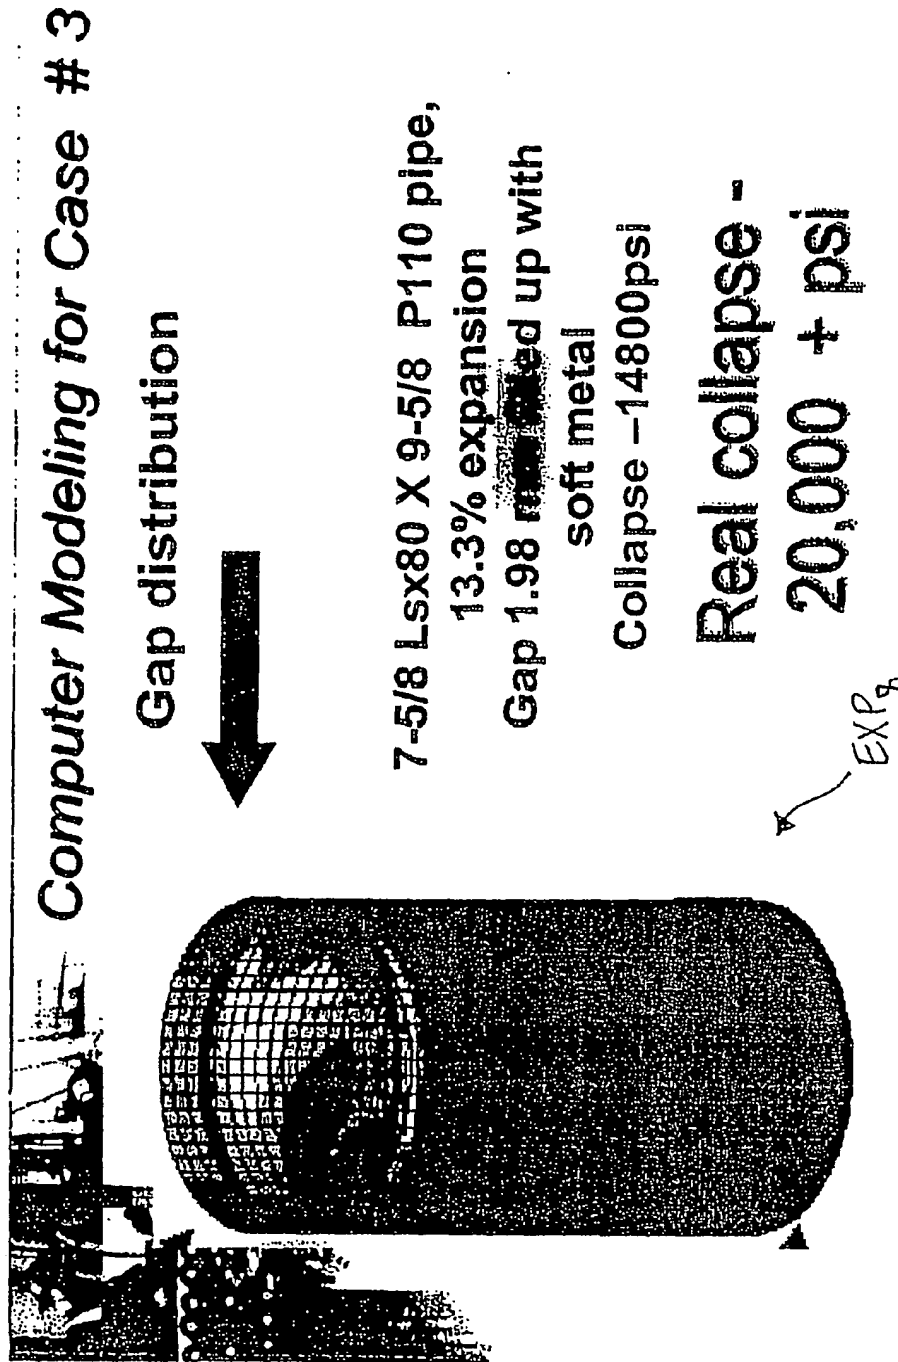 Computer Modeling for Case # 3
Gap distribution
7-5/8 Lsx80 X 9-5/8 P110 pipe,
13.3% expansion
Gap 1.98 up with
soft metal
Collapse –14800psi
Real collapse -
20,000 + psi
EXP